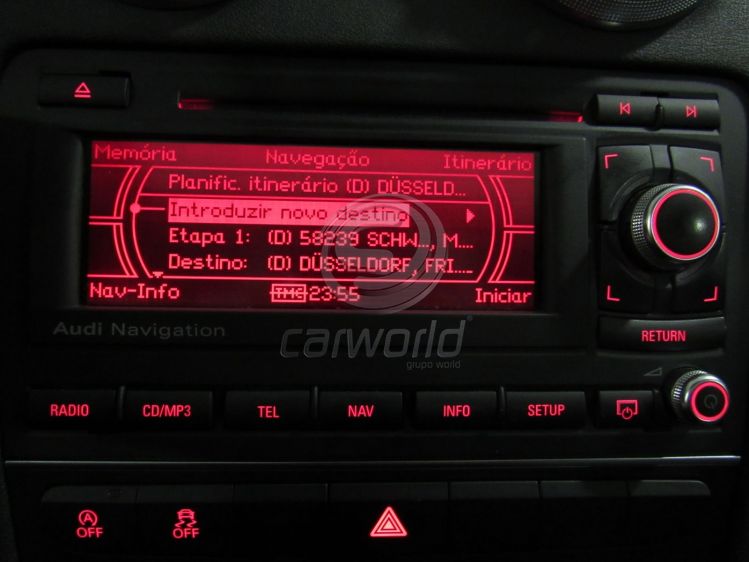 Memória Navegação Itinerário
Planific. itinerário (D) DÜSSELD...
Introduzir novo destino
Etapa 1: (D) 58239 SCHW..., M....
Destino: (D) DÜSSELDORF, FRI....
Nav-Info TMC 23:55 Iniciar
Audi Navigation
carworld
grupo world
RETURN
RADIO CD/MP3 TEL NAV INFO SETUP
A OFF OFF